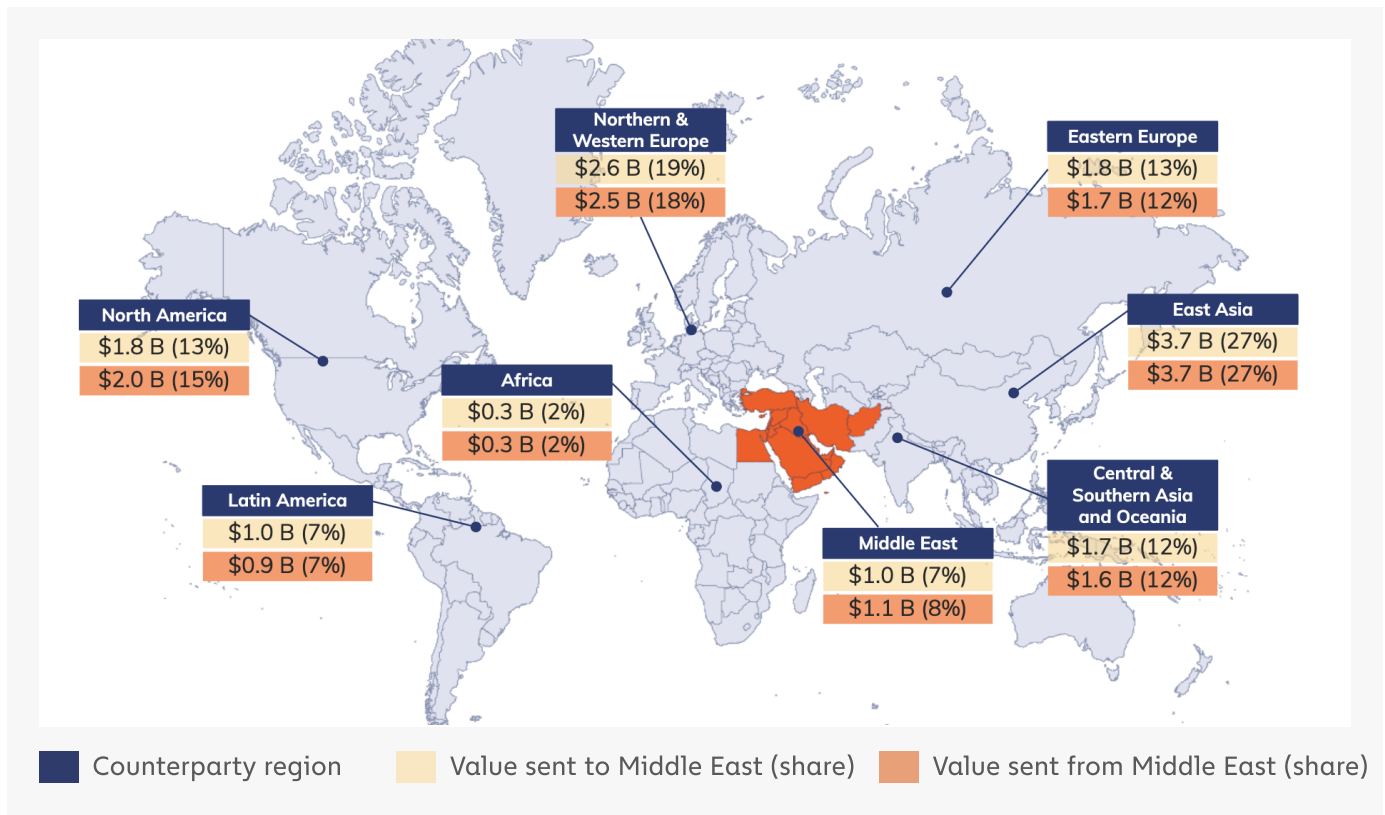 Northern &
Western Europe
$2.6 B (19%)
$2.5 B (18%)
Eastern Europe
$1.8 B (13%)
$1.7 B (12%)
North America
$1.8 B (13%)
$2.0 B (15%)
East Asia
$3.7 B (27%)
$3.7 B (27%)
Africa
$0.3 B (2%)
$0.3 B (2%)
Latin America
$1.0 B (7%)
$0.9 B (7%)
Central &
Southern Asia
and Oceania
$1.7 B (12%)
$1.6 B (12%)
Middle East
$1.0 B (7%)
$1.1 B (8%)
Counterparty region
Value sent to Middle East (share)
Value sent from Middle East (share)